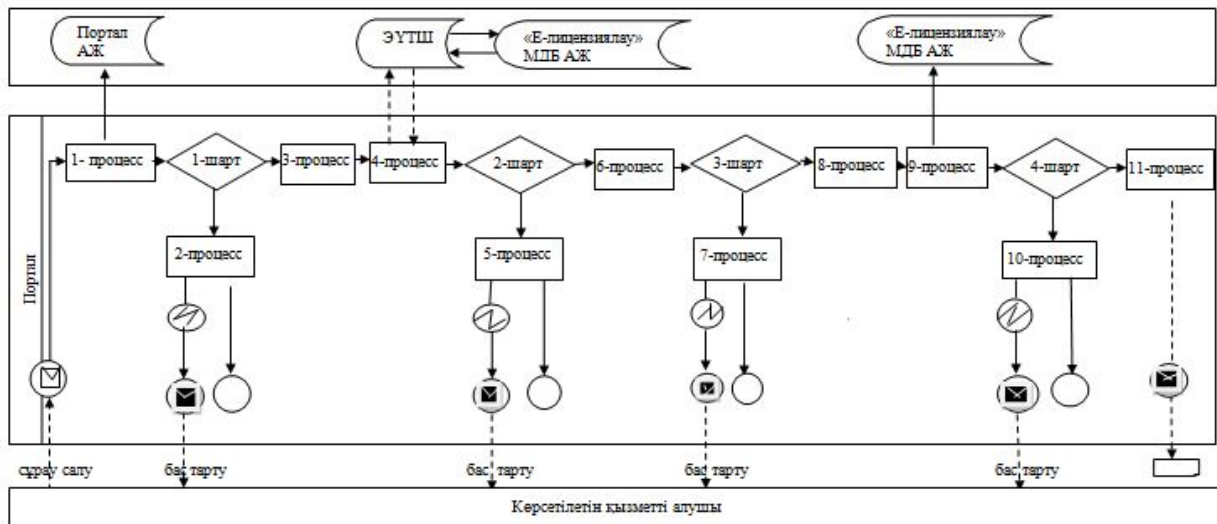 Портал
АЖ
ЭҮТШ
«Е-лицензиялау»
МДБ АЖ
«Е-лицензиялау»
МДБ АЖ
1- процесс
1-шарт
3-процесс
4-процесс
2-шарт
6-процесс
3-шарт
8-процесс
9-процесс
4-шарт
11-процесс
2-процесс
5-процесс
7-процесс
10-процесс
Портал
сұрау салу
бас тарту
бас тарту
бас тарту
бас тарту
Көрсетілетін қызметті алушы